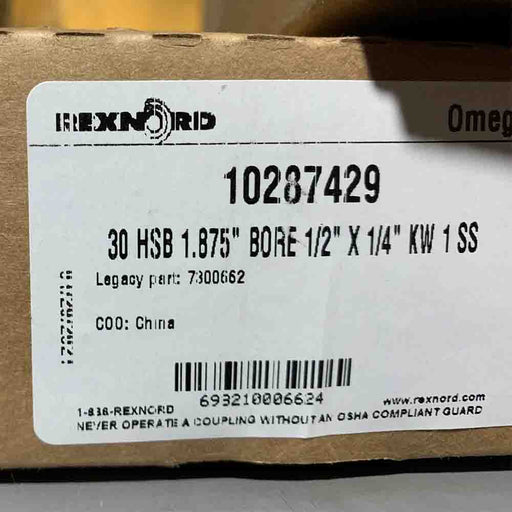 REXNORD
Omeg
10287429
30 HSB 1.875" BORE 1/2" X 1/4" KW 1 SS
Legacy part: 7300662
COO: China
693210006624
1-866-REXNORD
www.rexnord.com
NEVER OPERATE A COUPLING WITHOUT AN OSHA COMPLIANT GUARD